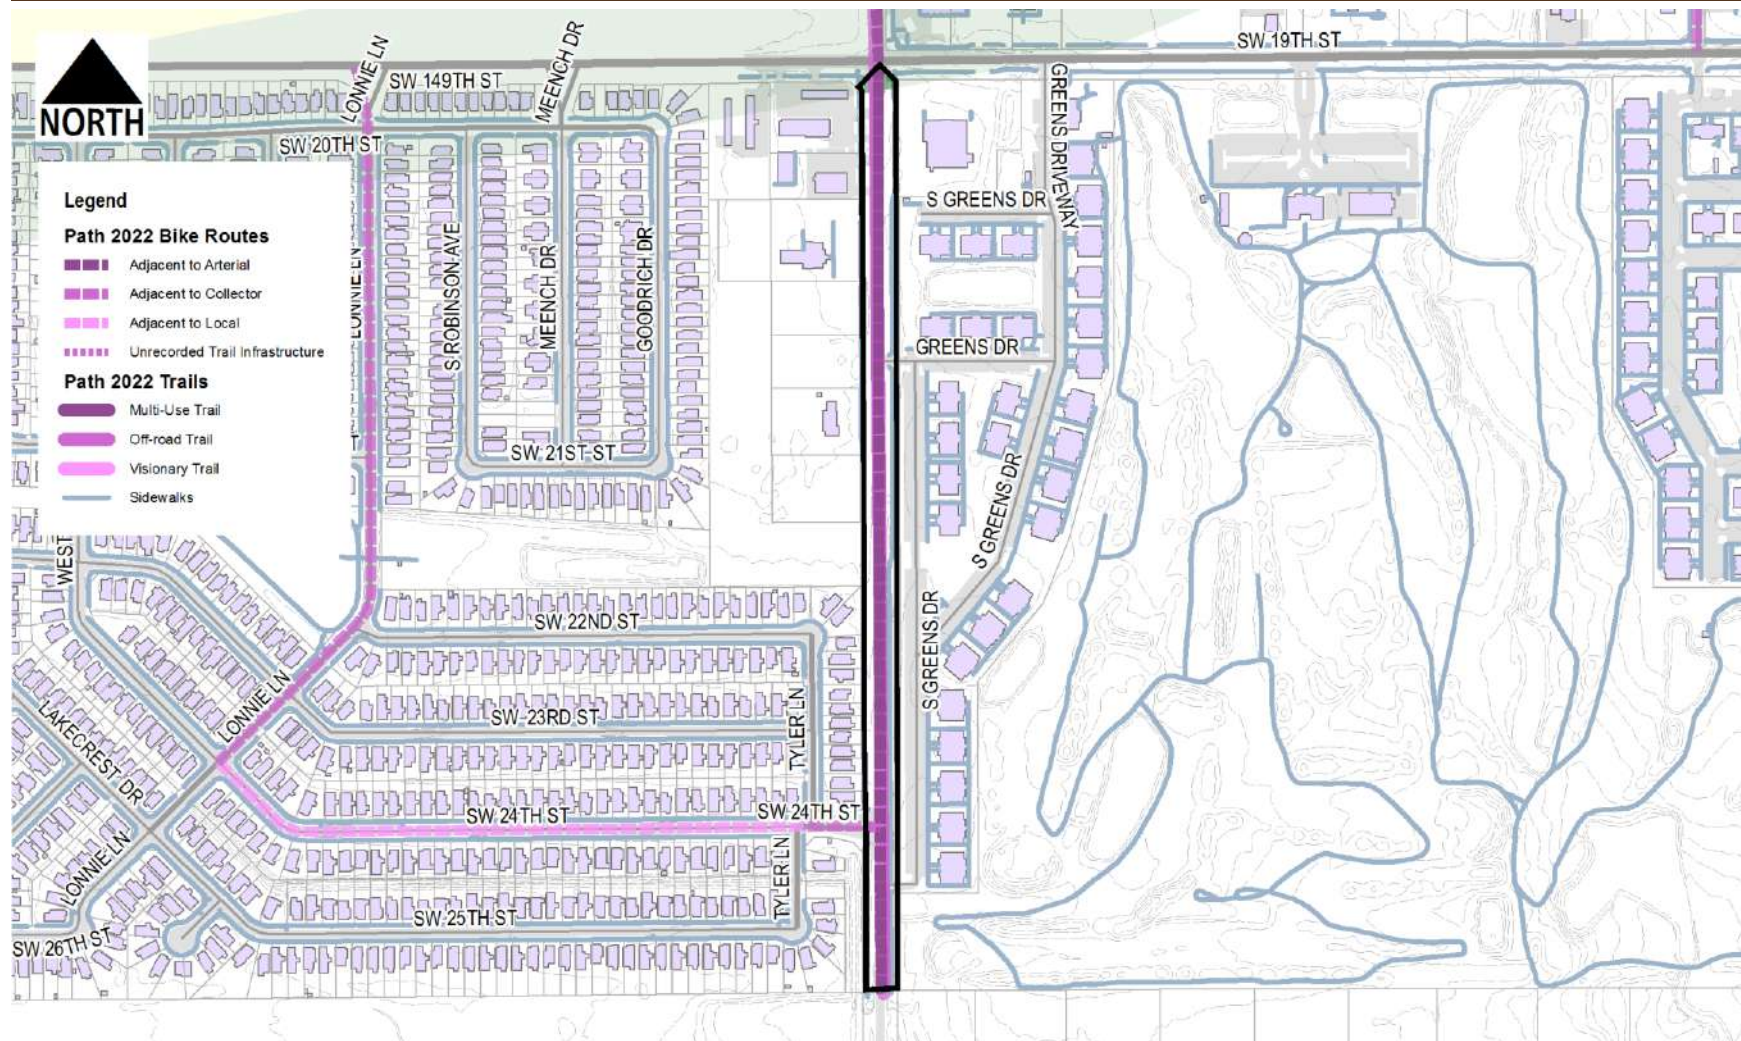 SW 19TH ST
LONNIE LN
MEENCH DR
SW 149TH ST
GREENS DRIVEWAY
NORTH
SW 20TH ST
Legend
Path 2022 Bike Routes
Adjacent to Arterial
Adjacent to Collector
Adjacent to Local
Unrecorded Trail Infrastructure
Path 2022 Trails
Multi-Use Trail
Off-road Trail
Visionary Trail
Sidewalks
S GREENS DR
LONNIE LN
S ROBINSON AVE
MEENCH DR
GOODRICH DR
GREENS DR
SW 21ST ST
S GREENS DR
WEST
SW 22ND ST
S GREENS DR
LONNIE LN
SW 23RD ST
TYLER LN
LAKECREST DR
SW 24TH ST
SW 24TH ST
LONNIE LN
TYLER LN
SW 25TH ST
SW 26TH ST